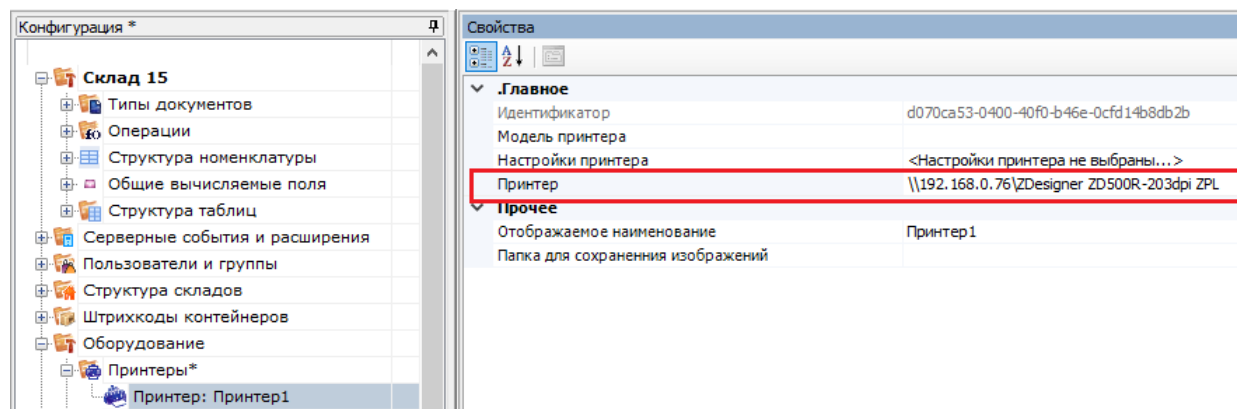 Конфигурация *
Склад 15
Типы документов
Операции
Структура номенклатуры
Общие вычисляемые поля
Структура таблиц
Серверные события и расширения
Пользователи и группы
Структура складов
Штрихкоды контейнеров
Оборудование
Принтеры*
Принтер: Принтер1
Свойства
.Главное
Идентификатор d070ca53-0400-40f0-b46e-0cfd14b8db2b
Модель принтера
Настройки принтера <Настройки принтера не выбраны...>
Принтер \\192.168.0.76\ZDesigner ZD500R-203dpi ZPL
Прочее
Отображаемое наименование Принтер1
Папка для сохраненния изображений